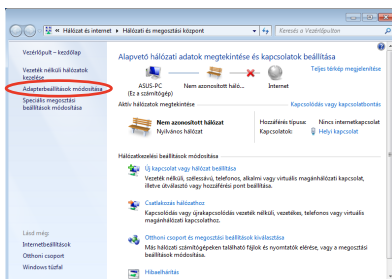 « Hálózat és internet ▸ Hálózati és megosztási központ
Keresés a Vezérlőpulton
Vezérlőpult – kezdőlap
Vezeték nélküli hálózatok
kezelése
Adapterbeállítások módosítása
Speciális megosztási
beállítások módosítása
Lásd még
Internetbeállítások
Otthoni csoport
Windows tűzfal
Alapvető hálózati adatok megtekintése és kapcsolatok beállítása
Teljes térkép megjelenítése
ASUS-PC
(Ez a számítógép)
Nem azonosított háló...
Internet
Aktív hálózatok megtekintése
Kapcsolódás vagy kapcsolatbontás
Nem azonosított hálózat
Nyilvános hálózat
Hozzáférés típusa: Nincs internetkapcsolat
Kapcsolatok: Helyi kapcsolat
Hálózatkezelési beállítások módosítása
Új kapcsolat vagy hálózat beállítása
Vezeték nélküli, szélessávú, telefonos, alkalmi vagy virtuális magánhálózati kapcsolat,
illetve útválasztó vagy hozzáférési pont beállítása.
Csatlakozás hálózathoz
Kapcsolódás vagy újrakapcsolódás vezeték nélküli, vezetékes, telefonos vagy virtuális
magánhálózati kapcsolathoz.
Otthoni csoport és megosztási beállítások kiválasztása
Más hálózati számítógépeken található fájlok és nyomtatók elérése, vagy a megosztási
beállítások módosítása.
Hibaelhárítás